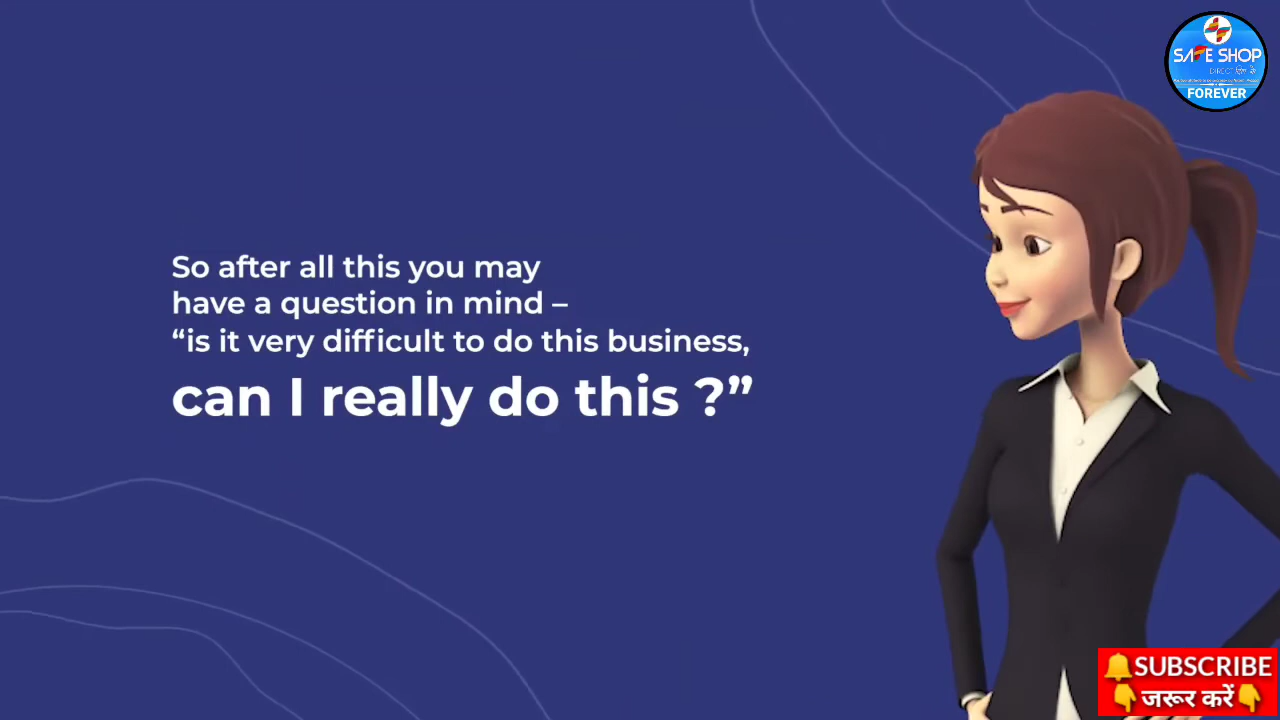 SAFE SHOP
FOREVER
So after all this you may
have a question in mind –
“is it very difficult to do this business,
can I really do this ?”
🔔SUBSCRIBE
👇जरूर करें👇